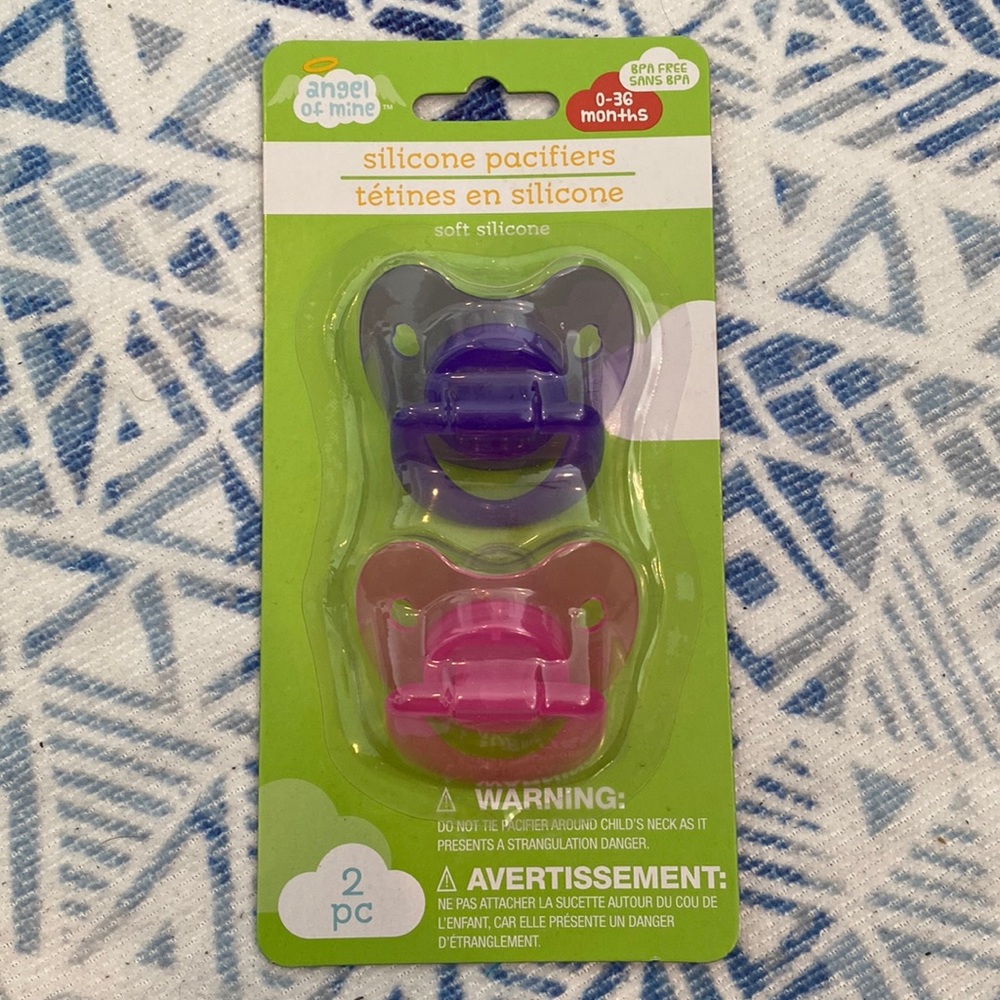 angel
of mine™
BPA FREE
SANS BPA
0-36
months
silicone pacifiers
tétines en silicone
soft silicone
⚠ WARNING:
DO NOT TIE PACIFIER AROUND CHILD'S NECK AS IT
PRESENTS A STRANGULATION DANGER.
⚠ AVERTISSEMENT:
NE PAS ATTACHER LA SUCETTE AUTOUR DU COU DE
L'ENFANT, CAR ELLE PRÉSENTE UN DANGER
D'ÉTRANGLEMENT.
2
pc